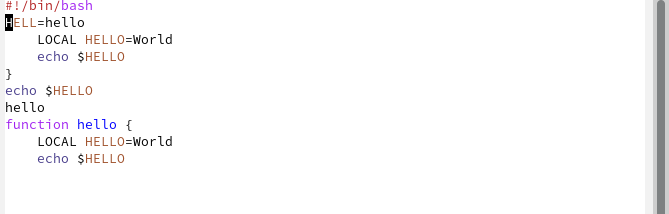 #!/bin/bash
HELL=hello
    LOCAL HELLO=World
    echo $HELLO
}
echo $HELLO
hello
function hello {
    LOCAL HELLO=World
    echo $HELLO